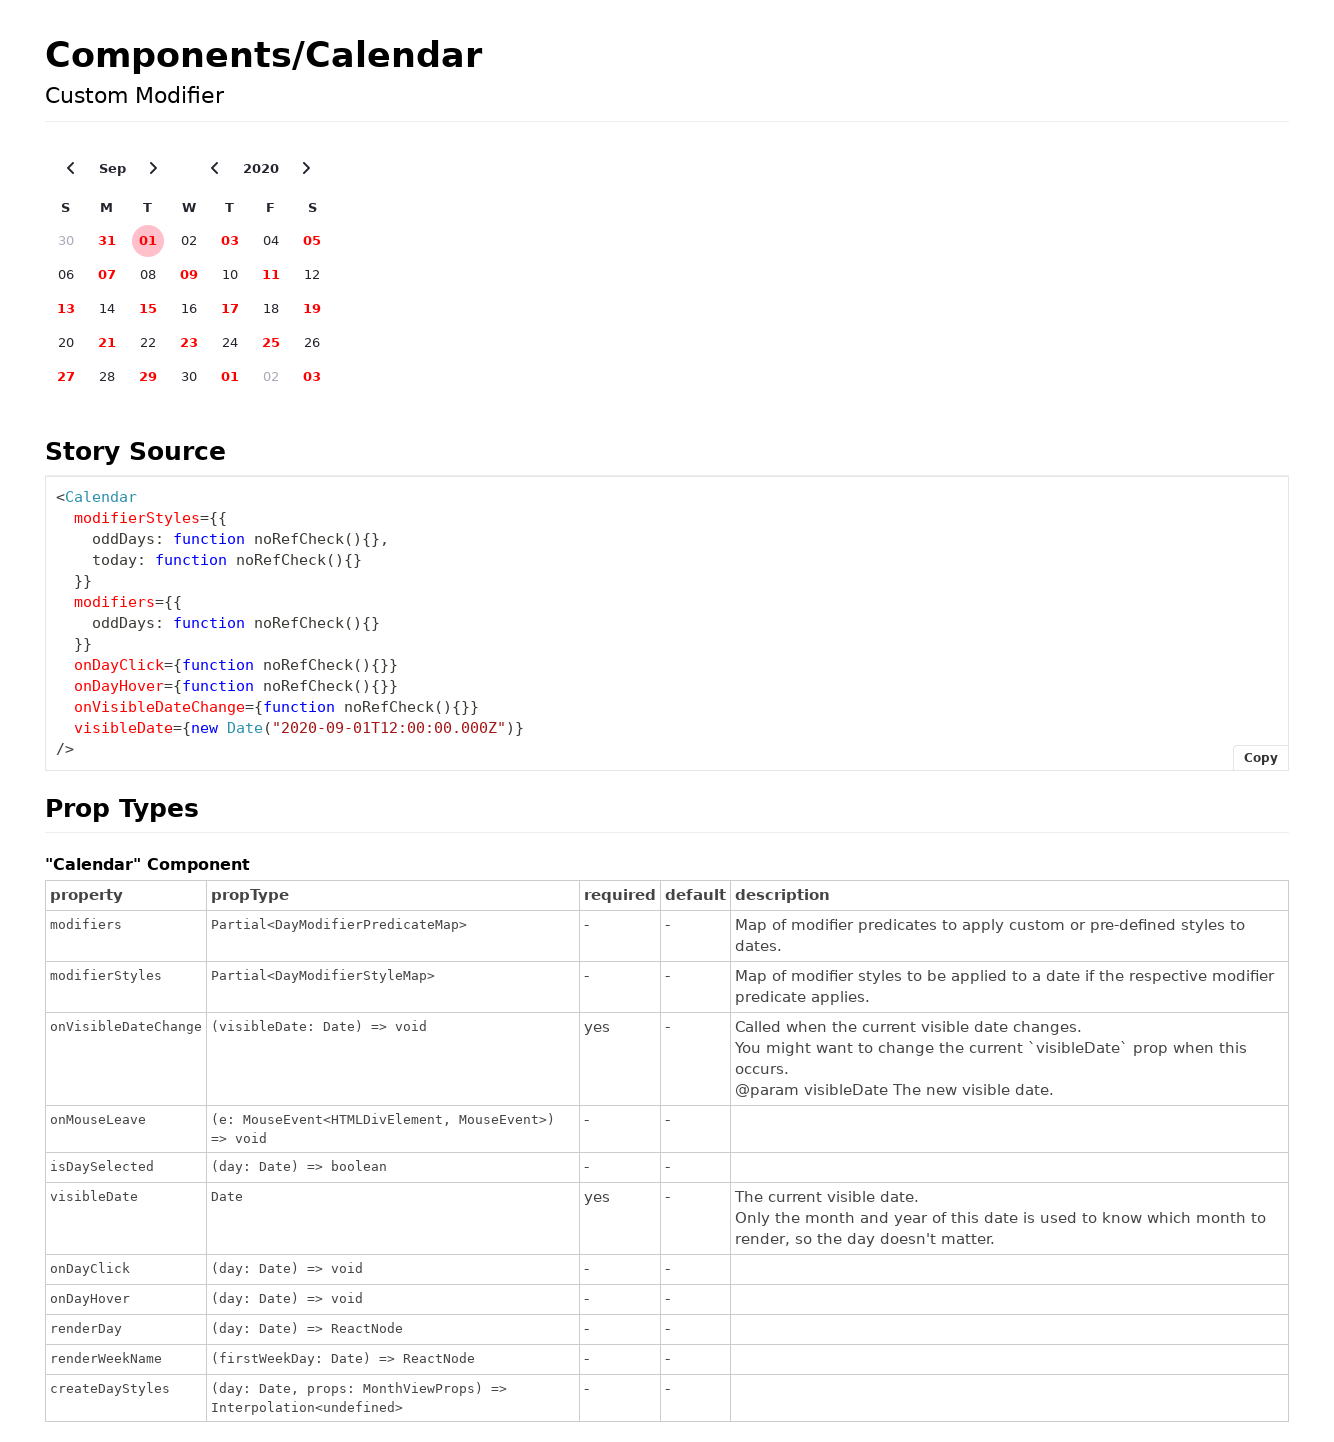 Components/Calendar
Custom Modifier
Sep 2020
S M T W T F S
30 31 01 02 03 04 05
06 07 08 09 10 11 12
13 14 15 16 17 18 19
20 21 22 23 24 25 26
27 28 29 30 01 02 03
Story Source
<Calendar
  modifierStyles={{
    oddDays: function noRefCheck(){},
    today: function noRefCheck(){}
  }}
  modifiers={{
    oddDays: function noRefCheck(){}
  }}
  onDayClick={function noRefCheck(){}}
  onDayHover={function noRefCheck(){}}
  onVisibleDateChange={function noRefCheck(){}}
  visibleDate={new Date("2020-09-01T12:00:00.000Z")}
/>
Copy
Prop Types
"Calendar" Component
property propType required default description
modifiers Partial<DayModifierPredicateMap> - - Map of modifier predicates to apply custom or pre-defined styles to
dates.
modifierStyles Partial<DayModifierStyleMap> - - Map of modifier styles to be applied to a date if the respective modifier
predicate applies.
onVisibleDateChange (visibleDate: Date) => void yes - Called when the current visible date changes.
You might want to change the current `visibleDate` prop when this
occurs.
@param visibleDate The new visible date.
onMouseLeave (e: MouseEvent<HTMLDivElement, MouseEvent>) - -
=> void
isDaySelected (day: Date) => boolean - -
visibleDate Date yes - The current visible date.
Only the month and year of this date is used to know which month to
render, so the day doesn't matter.
onDayClick (day: Date) => void - -
onDayHover (day: Date) => void - -
renderDay (day: Date) => ReactNode - -
renderWeekName (firstWeekDay: Date) => ReactNode - -
createDayStyles (day: Date, props: MonthViewProps) => - -
Interpolation<undefined>